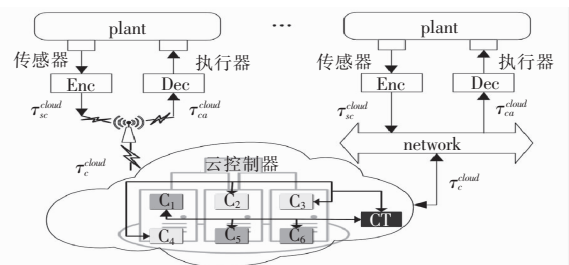 plant ... plant
传感器 执行器 传感器 执行器
Enc Dec Enc Dec
τ_sc^cloud τ_ca^cloud τ_sc^cloud τ_ca^cloud
network
τ_c^cloud 云控制器 τ_c^cloud
C₁ C₂ C₃
CT
C₄ C₅ C₆